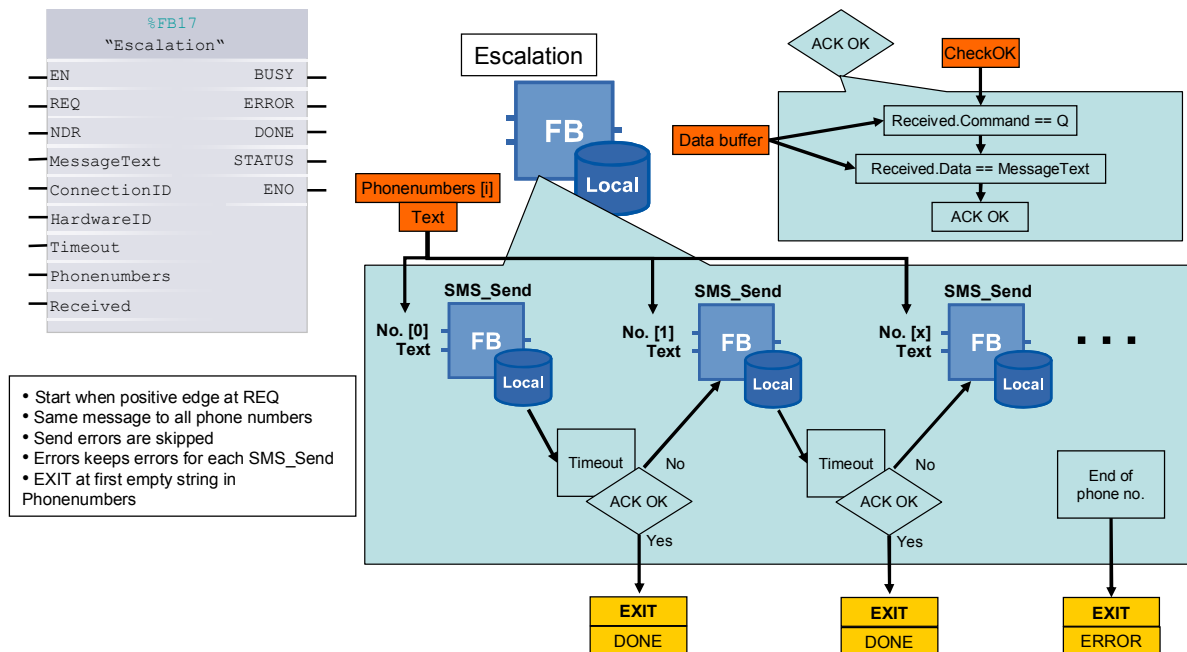 %FB17
"Escalation"
EN
REQ
NDR
MessageText
ConnectionID
HardwareID
Timeout
Phonenumbers
Received
BUSY
ERROR
DONE
STATUS
ENO
• Start when positive edge at REQ
• Same message to all phone numbers
• Send errors are skipped
• Errors keeps errors for each SMS_Send
• EXIT at first empty string in
Phonenumbers
Escalation
FB
Local
Phonenumbers [i]
Text
ACK OK
CheckOK
Data buffer
Received.Command == Q
Received.Data == MessageText
ACK OK
SMS_Send
No. [0]
Text
FB
Local
Timeout
ACK OK
No
Yes
SMS_Send
No. [1]
Text
FB
Local
Timeout
ACK OK
No
Yes
SMS_Send
No. [x]
Text
FB
Local
. . .
End of
phone no.
EXIT
DONE
EXIT
DONE
EXIT
ERROR